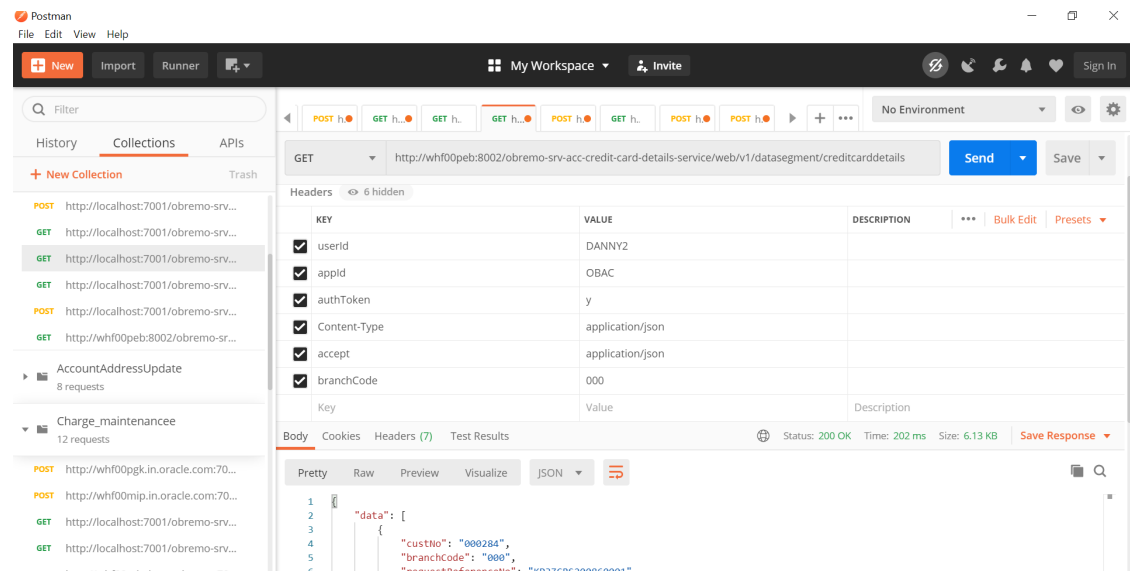 Postman
File Edit View Help
New Import Runner My Workspace Invite Sign In
Filter
History Collections APIs
+ New Collection Trash
POST http://localhost:7001/obremo-srv...
GET http://localhost:7001/obremo-srv...
GET http://localhost:7001/obremo-srv...
GET http://localhost:7001/obremo-srv...
POST http://localhost:7001/obremo-srv...
GET http://whf00peb:8002/obremo-sr...
AccountAddressUpdate
8 requests
Charge_maintenancee
12 requests
POST http://whf00pgk.in.oracle.com:70...
POST http://whf00mip.in.oracle.com:70...
GET http://localhost:7001/obremo-srv...
GET http://localhost:7001/obremo-srv...
POST h. GET h... GET h.. GET h... POST h. GET h.. POST h. POST h. + ••• No Environment
GET http://whf00peb:8002/obremo-srv-acc-credit-card-details-service/web/v1/datasegment/creditcarddetails Send Save
Headers 6 hidden
KEY VALUE DESCRIPTION ••• Bulk Edit Presets
userId DANNY2
appId OBAC
authToken y
Content-Type application/json
accept application/json
branchCode 000
Key Value Description
Body Cookies Headers (7) Test Results Status: 200 OK Time: 202 ms Size: 6.13 KB Save Response
Pretty Raw Preview Visualize JSON
1 {
2 "data": [
3 {
4 "custNo": "000284",
5 "branchCode": "000",